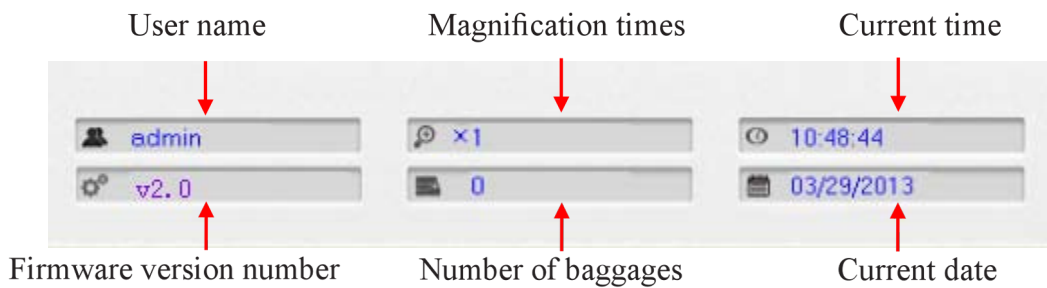 User name Magnification times Current time
admin ×1 10:48:44
v2.0 0 03/29/2013
Firmware version number Number of baggages Current date